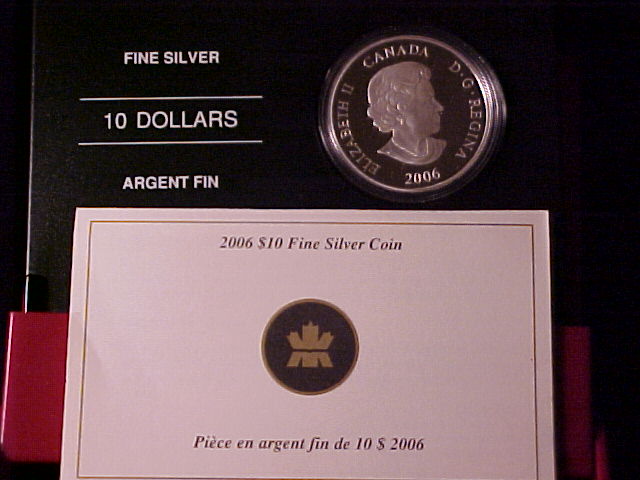 FINE SILVER
10 DOLLARS
ARGENT FIN
ELIZABETH II CANADA D·G·REGINA
2006
2006 $10 Fine Silver Coin
Pièce en argent fin de 10 $ 2006